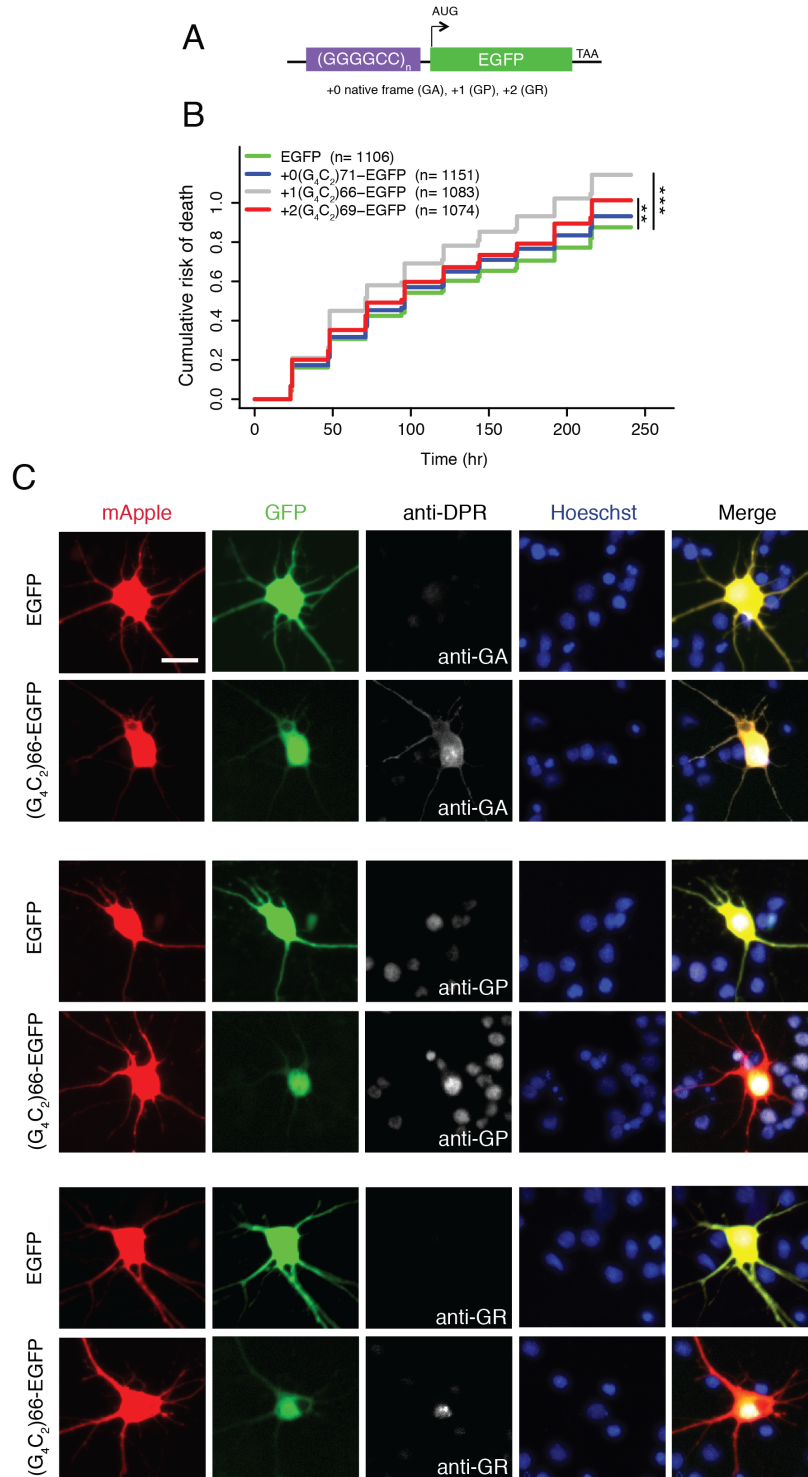 A
AUG
(GGGGCC)n
EGFP
TAA
+0 native frame (GA), +1 (GP), +2 (GR)
B
EGFP (n= 1106)
+0(G4C2)71−EGFP (n= 1151)
+1(G4C2)66−EGFP (n= 1083)
+2(G4C2)69−EGFP (n= 1074)
***
**
Cumulative risk of death
1.0
0.8
0.6
0.4
0.2
0.0
0 50 100 150 200 250
Time (hr)
C
mApple GFP anti-DPR Hoeschst Merge
EGFP
anti-GA
(G4C2)66-EGFP
anti-GA
EGFP
anti-GP
(G4C2)66-EGFP
anti-GP
EGFP
anti-GR
(G4C2)66-EGFP
anti-GR